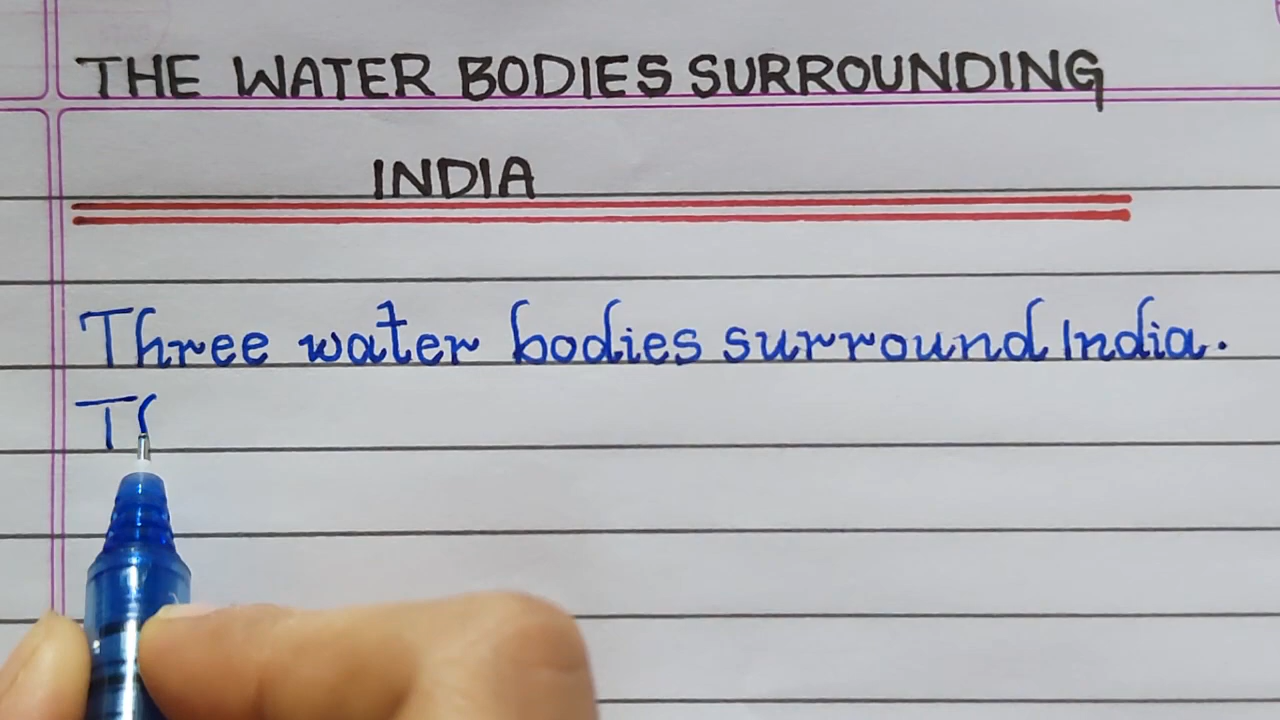 THE WATER BODIES SURROUNDING
INDIA
Three water bodies surround India.